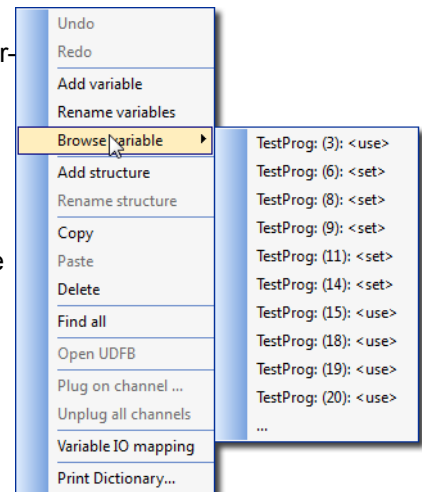 r-
e
Undo
Redo
Add variable
Rename variables
Browse variable
Add structure
Rename structure
Copy
Paste
Delete
Find all
Open UDFB
Plug on channel ...
Unplug all channels
Variable IO mapping
Print Dictionary...
TestProg: (3): <use>
TestProg: (6): <set>
TestProg: (8): <set>
TestProg: (9): <set>
TestProg: (11): <set>
TestProg: (14): <set>
TestProg: (15): <use>
TestProg: (18): <use>
TestProg: (19): <use>
TestProg: (20): <use>
...